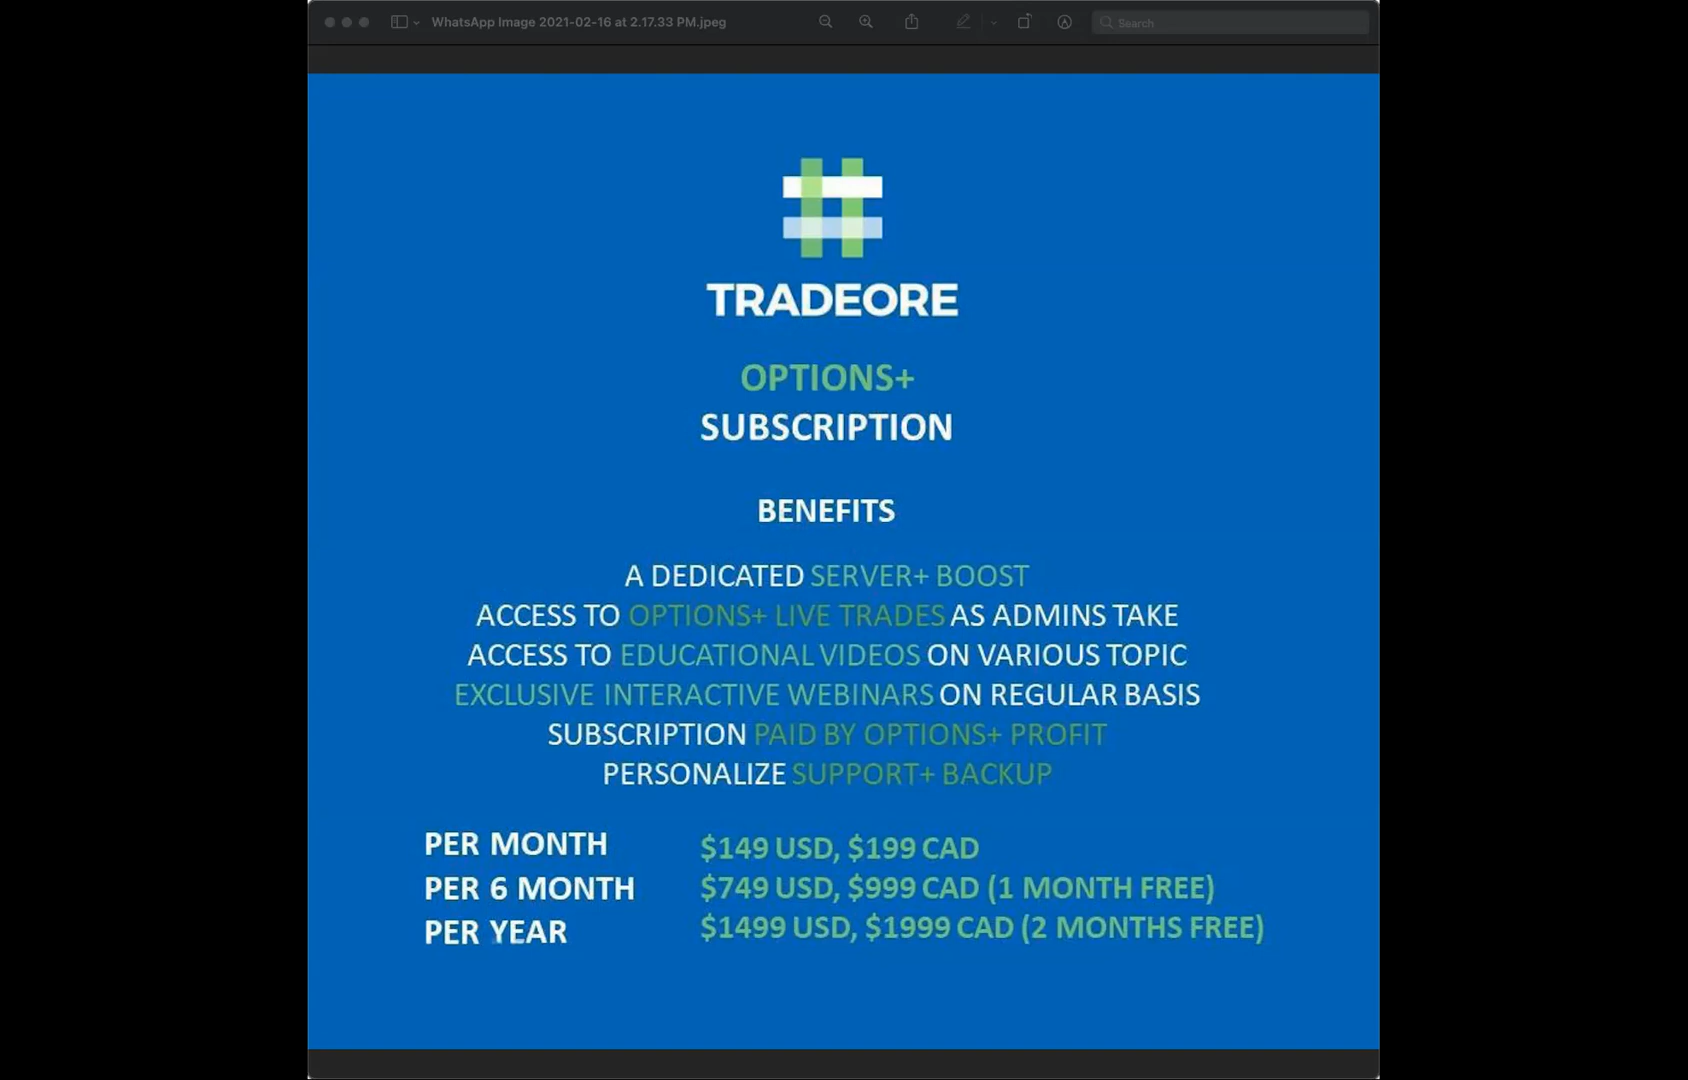 WhatsApp Image 2021-02-16 at 2.17.33 PM.jpeg
Search
TRADEORE
OPTIONS+
SUBSCRIPTION
BENEFITS
A DEDICATED SERVER+ BOOST
ACCESS TO OPTIONS+ LIVE TRADES AS ADMINS TAKE
ACCESS TO EDUCATIONAL VIDEOS ON VARIOUS TOPIC
EXCLUSIVE INTERACTIVE WEBINARS ON REGULAR BASIS
SUBSCRIPTION PAID BY OPTIONS+ PROFIT
PERSONALIZE SUPPORT+ BACKUP
PER MONTH $149 USD, $199 CAD
PER 6 MONTH $749 USD, $999 CAD (1 MONTH FREE)
PER YEAR $1499 USD, $1999 CAD (2 MONTHS FREE)